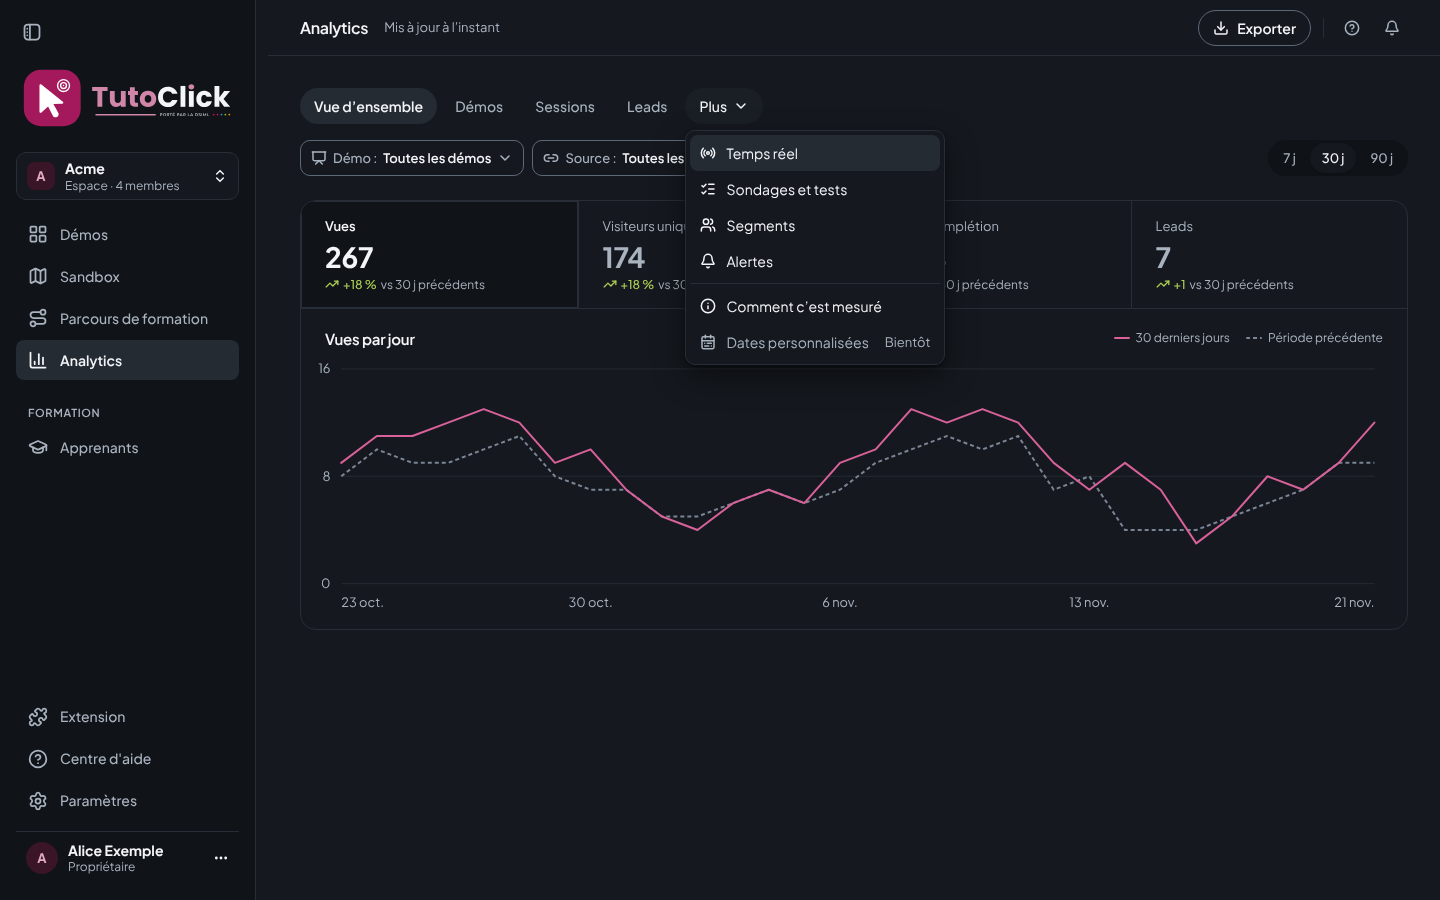 Analytics
Mis à jour à l'instant
Exporter
TutoClick
Acme
Espace · 4 membres
A
Démos
Sandbox
Parcours de formation
Analytics
FORMATION
Apprenants
Extension
Centre d'aide
Paramètres
A
Alice Exemple
Propriétaire
Vue d'ensemble
Démos
Sessions
Leads
Plus
Démo : Toutes les démos
Source : Toutes les
7 j
30 j
90 j
Temps réel
Sondages et tests
Segments
Alertes
Comment c'est mesuré
Dates personnalisées Bientôt
Vues
267
+18 % vs 30 j précédents
Visiteurs
174
+18 % vs
j précédents
Leads
7
+1 vs 30 j précédents
Vues par jour
30 derniers jours
Période précédente
16
8
0
23 oct.
30 oct.
6 nov.
13 nov.
21 nov.